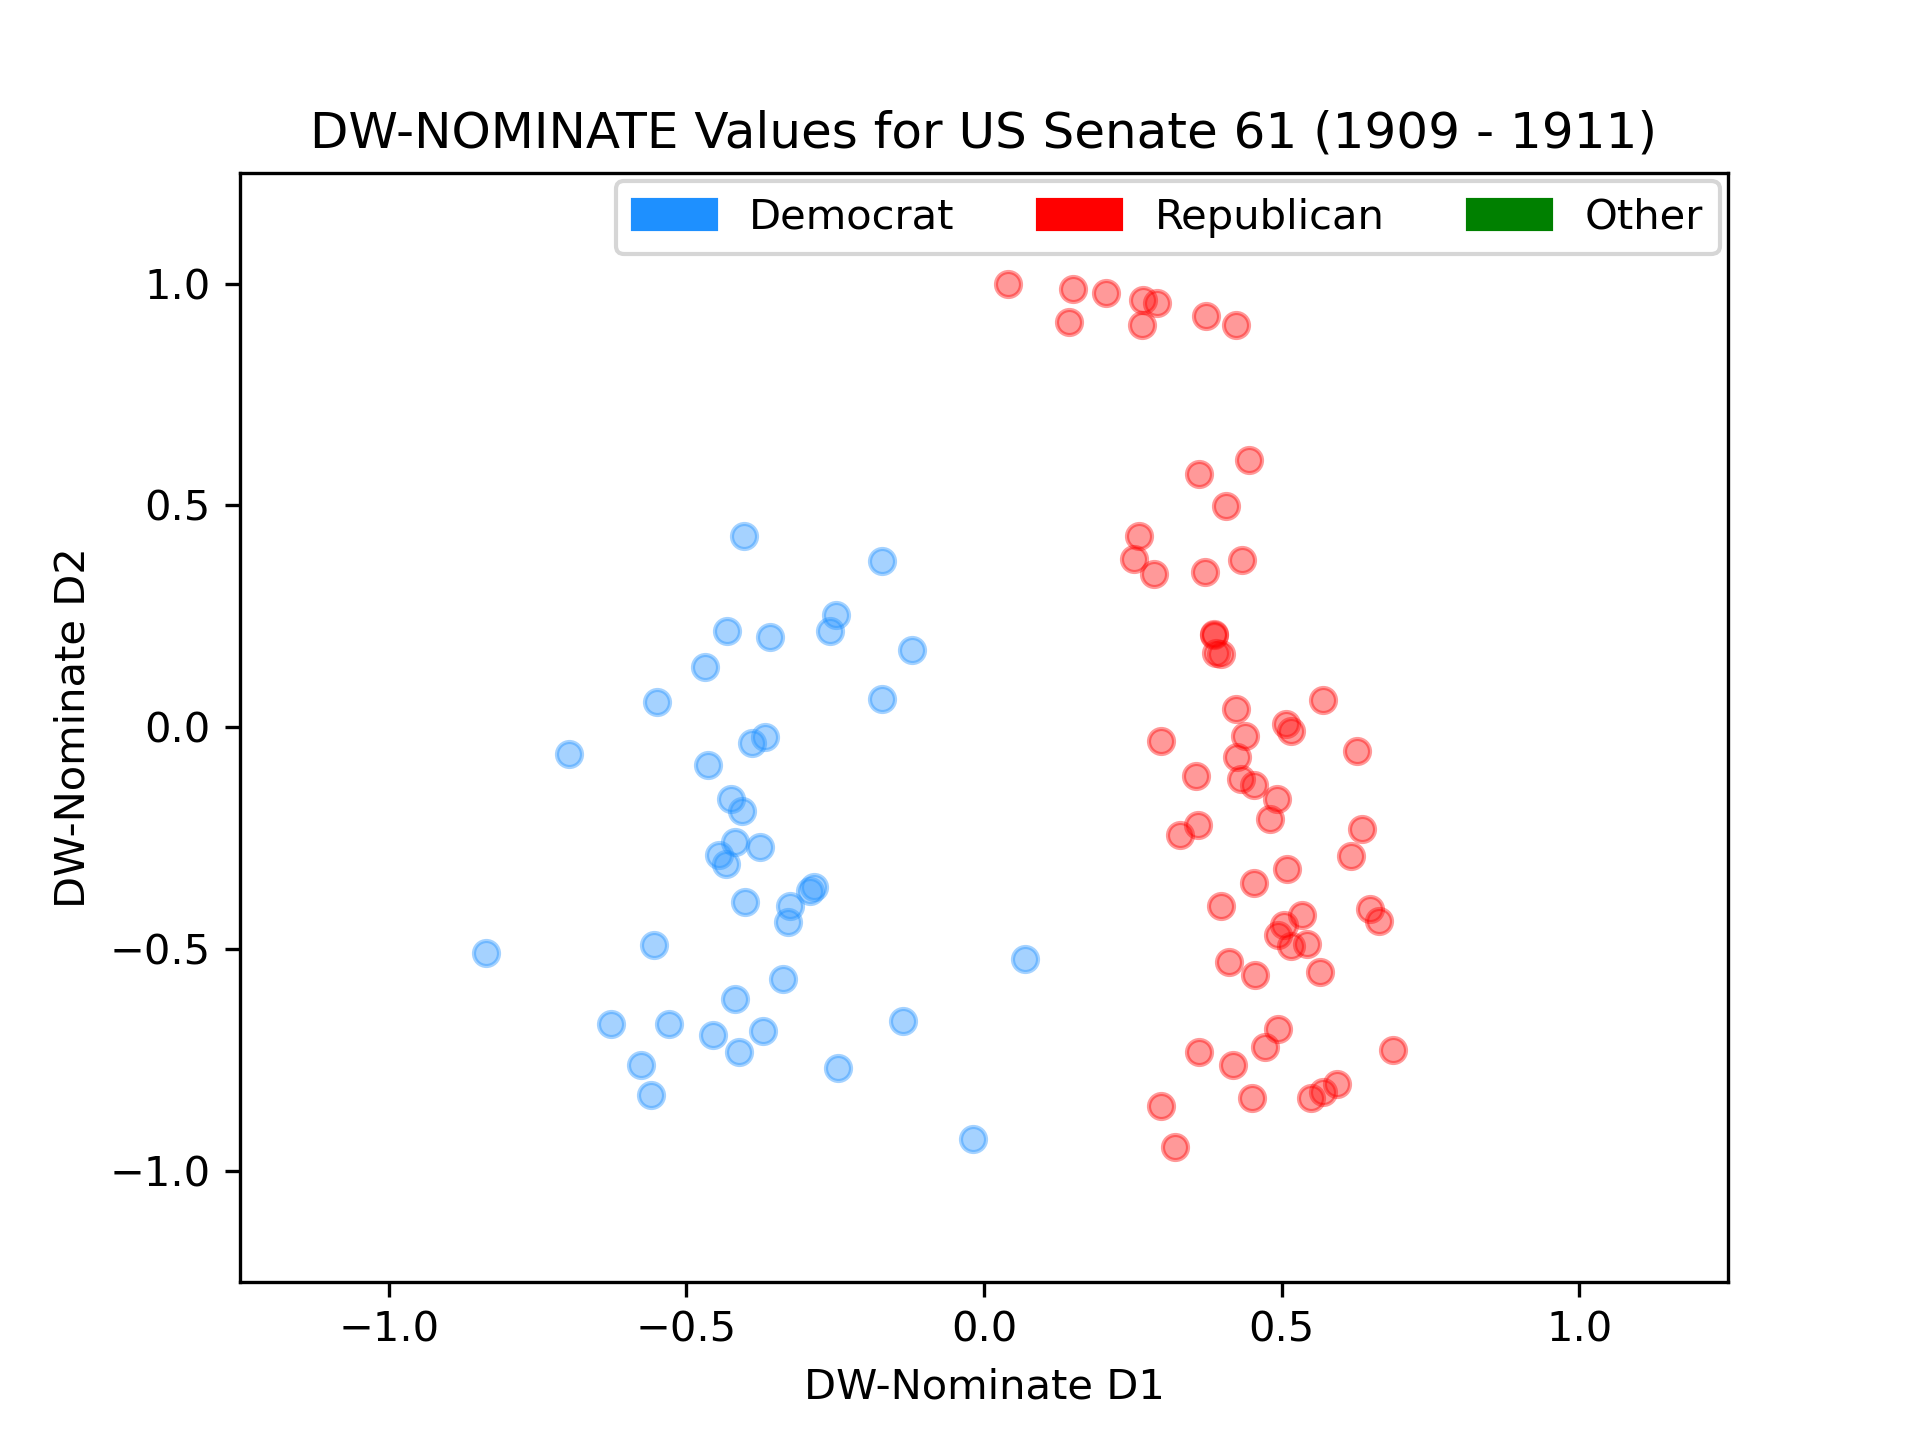 DW-NOMINATE Values for US Senate 61 (1909 - 1911)
Democrat Republican Other
1.0
0.5
0.0
−0.5
−1.0
DW-Nominate D2
−1.0 −0.5 0.0 0.5 1.0
DW-Nominate D1